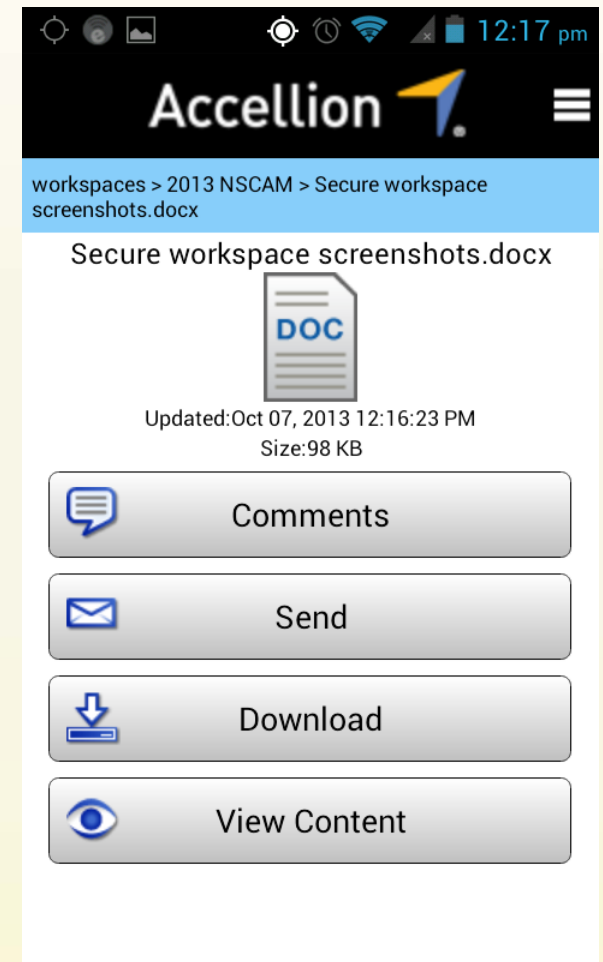 12:17 pm
Accellion
workspaces > 2013 NSCAM > Secure workspace
screenshots.docx
Secure workspace screenshots.docx
DOC
Updated:Oct 07, 2013 12:16:23 PM
Size:98 KB
Comments
Send
Download
View Content